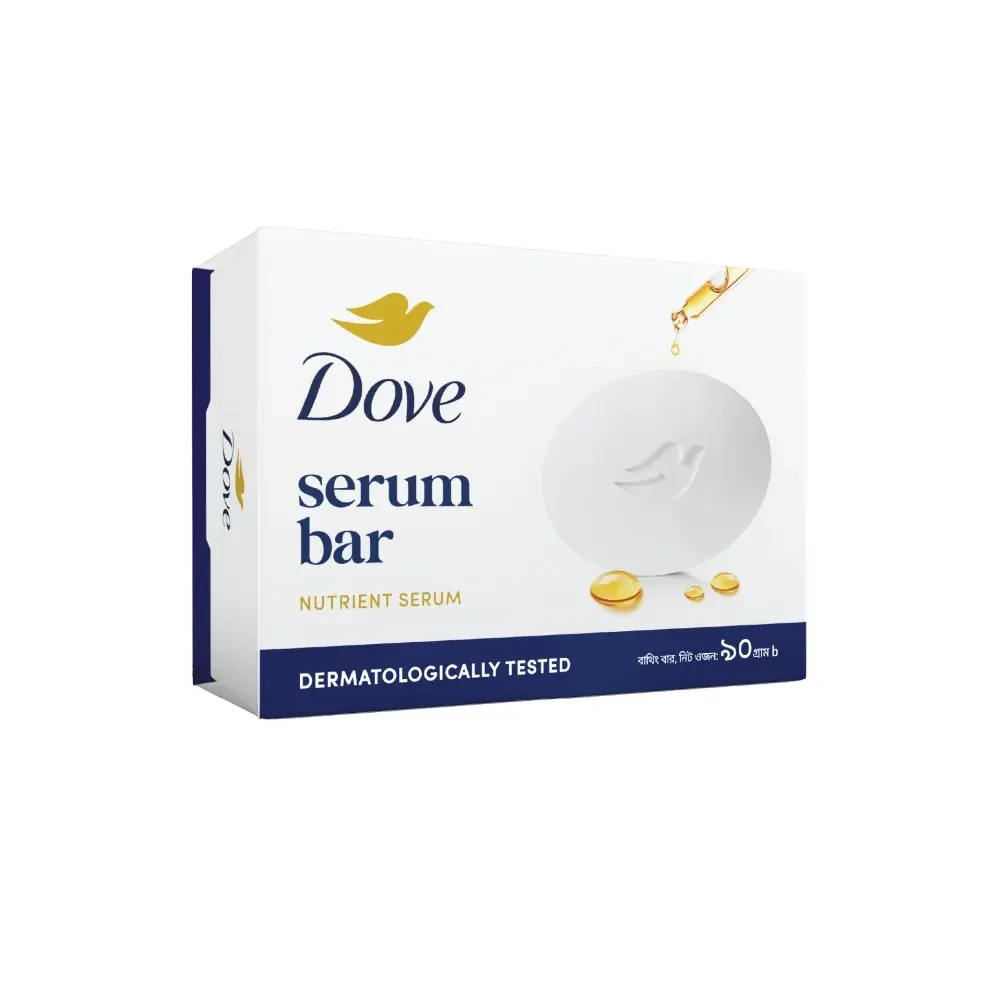 Dove
serum
bar
NUTRIENT SERUM
DERMATOLOGICALLY TESTED
বাথিং বার, নিট ওজন: ৯০ গ্রাম b
Dove